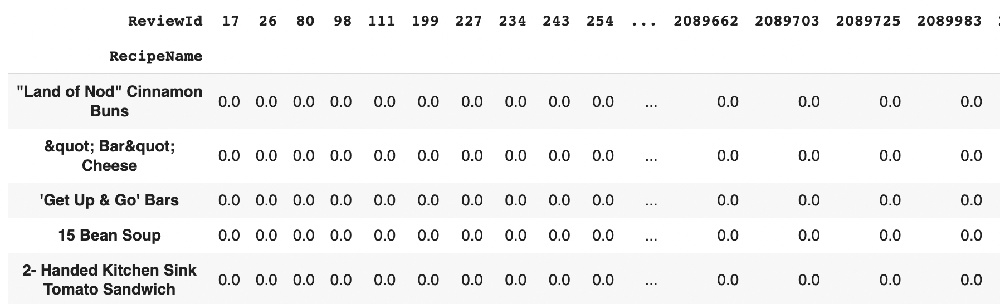 ReviewId 17 26 80 98 111 199 227 234 243 254 ... 2089662 2089703 2089725 2089983
RecipeName
"Land of Nod" Cinnamon
Buns
0.0 0.0 0.0 0.0 0.0 0.0 0.0 0.0 0.0 0.0 ... 0.0 0.0 0.0 0.0
&quot; Bar&quot;
Cheese
0.0 0.0 0.0 0.0 0.0 0.0 0.0 0.0 0.0 0.0 ... 0.0 0.0 0.0 0.0
'Get Up & Go' Bars 0.0 0.0 0.0 0.0 0.0 0.0 0.0 0.0 0.0 0.0 ... 0.0 0.0 0.0 0.0
15 Bean Soup 0.0 0.0 0.0 0.0 0.0 0.0 0.0 0.0 0.0 0.0 ... 0.0 0.0 0.0 0.0
2- Handed Kitchen Sink
Tomato Sandwich
0.0 0.0 0.0 0.0 0.0 0.0 0.0 0.0 0.0 0.0 ... 0.0 0.0 0.0 0.0